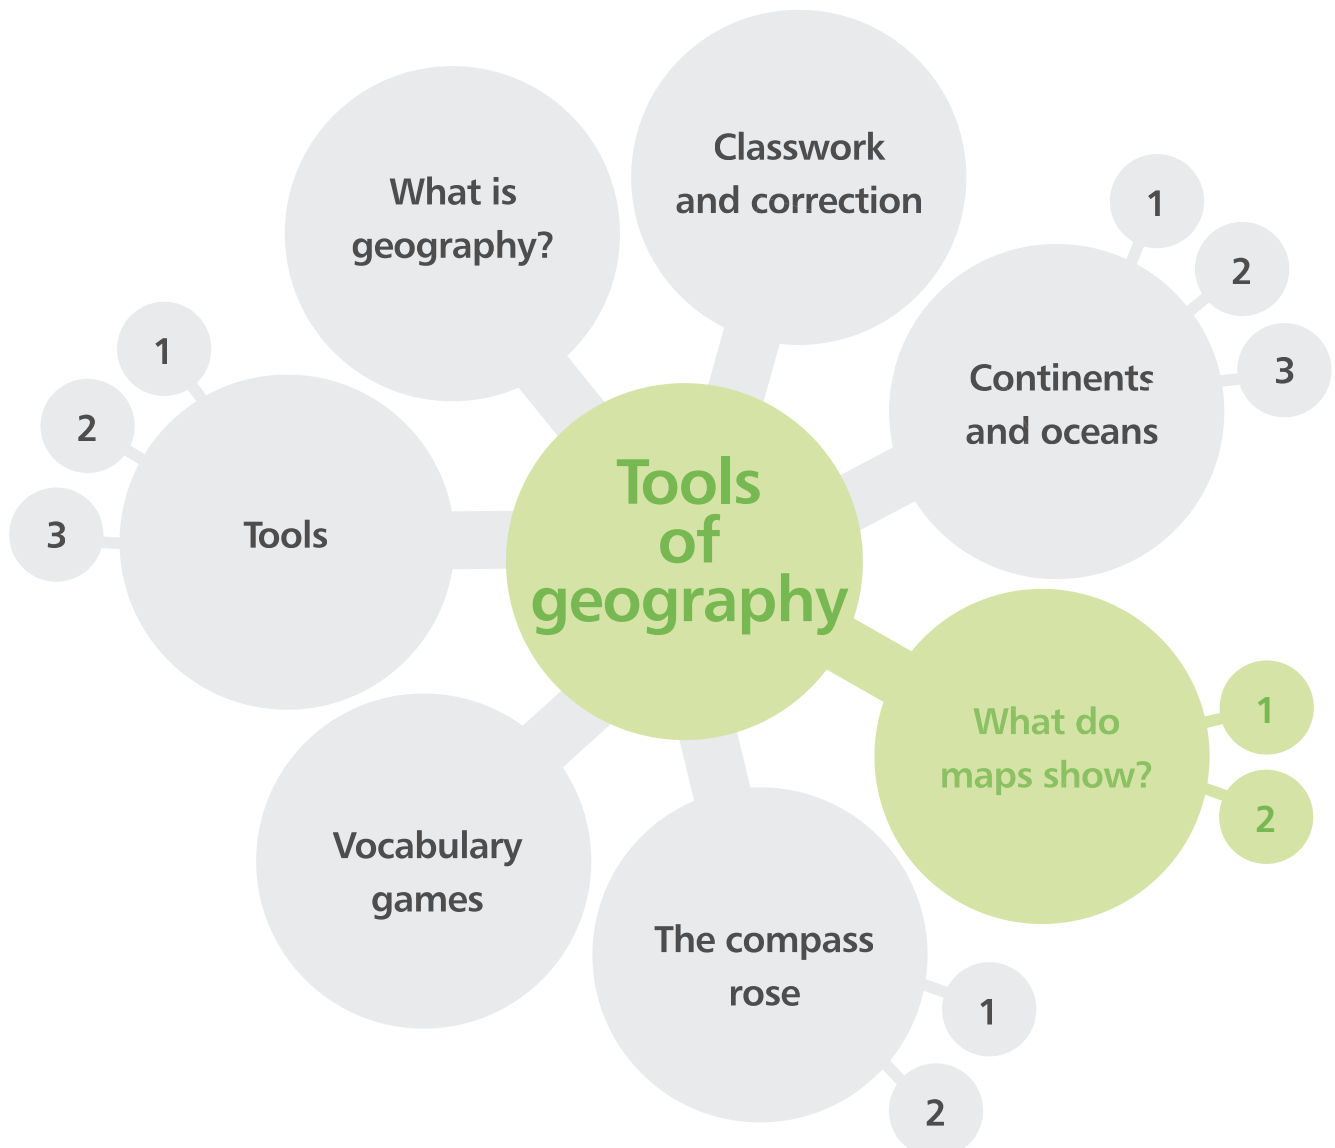 Classwork
and correction
What is
geography?
1
2
3
Continents
and oceans
1
2
3
Tools
Tools
of
geography
What do
maps show?
1
2
Vocabulary
games
The compass
rose
1
2